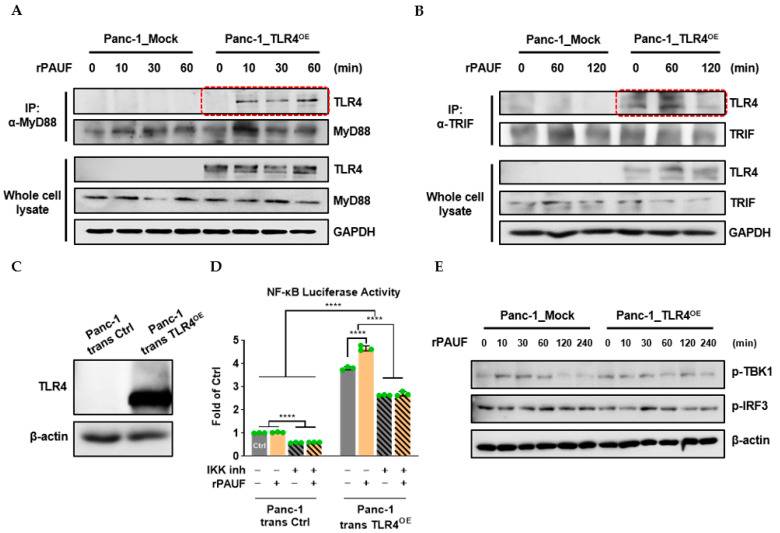 A
Panc-1_Mock Panc-1_TLR4OE
rPAUF 0 10 30 60 0 10 30 60 (min)
IP:
α-MyD88
TLR4
MyD88
Whole cell
lysate
TLR4
MyD88
GAPDH
B
Panc-1_Mock Panc-1_TLR4OE
rPAUF 0 60 120 0 60 120 (min)
IP:
α-TRIF
TLR4
TRIF
Whole cell
lysate
TLR4
TRIF
GAPDH
C
Panc-1
trans Ctrl
Panc-1
trans TLR4OE
TLR4
β-actin
D
NF-κB Luciferase Activity
Fold of Ctrl
5
4
3
2
1
0
****
****
****
****
Ctrl
IKK inh − − + + − − + +
rPAUF − + − + − + − +
Panc-1
trans Ctrl
Panc-1
trans TLR4OE
E
Panc-1_Mock Panc-1_TLR4OE
rPAUF 0 10 30 60 120 240 0 10 30 60 120 240 (min)
p-TBK1
p-IRF3
β-actin